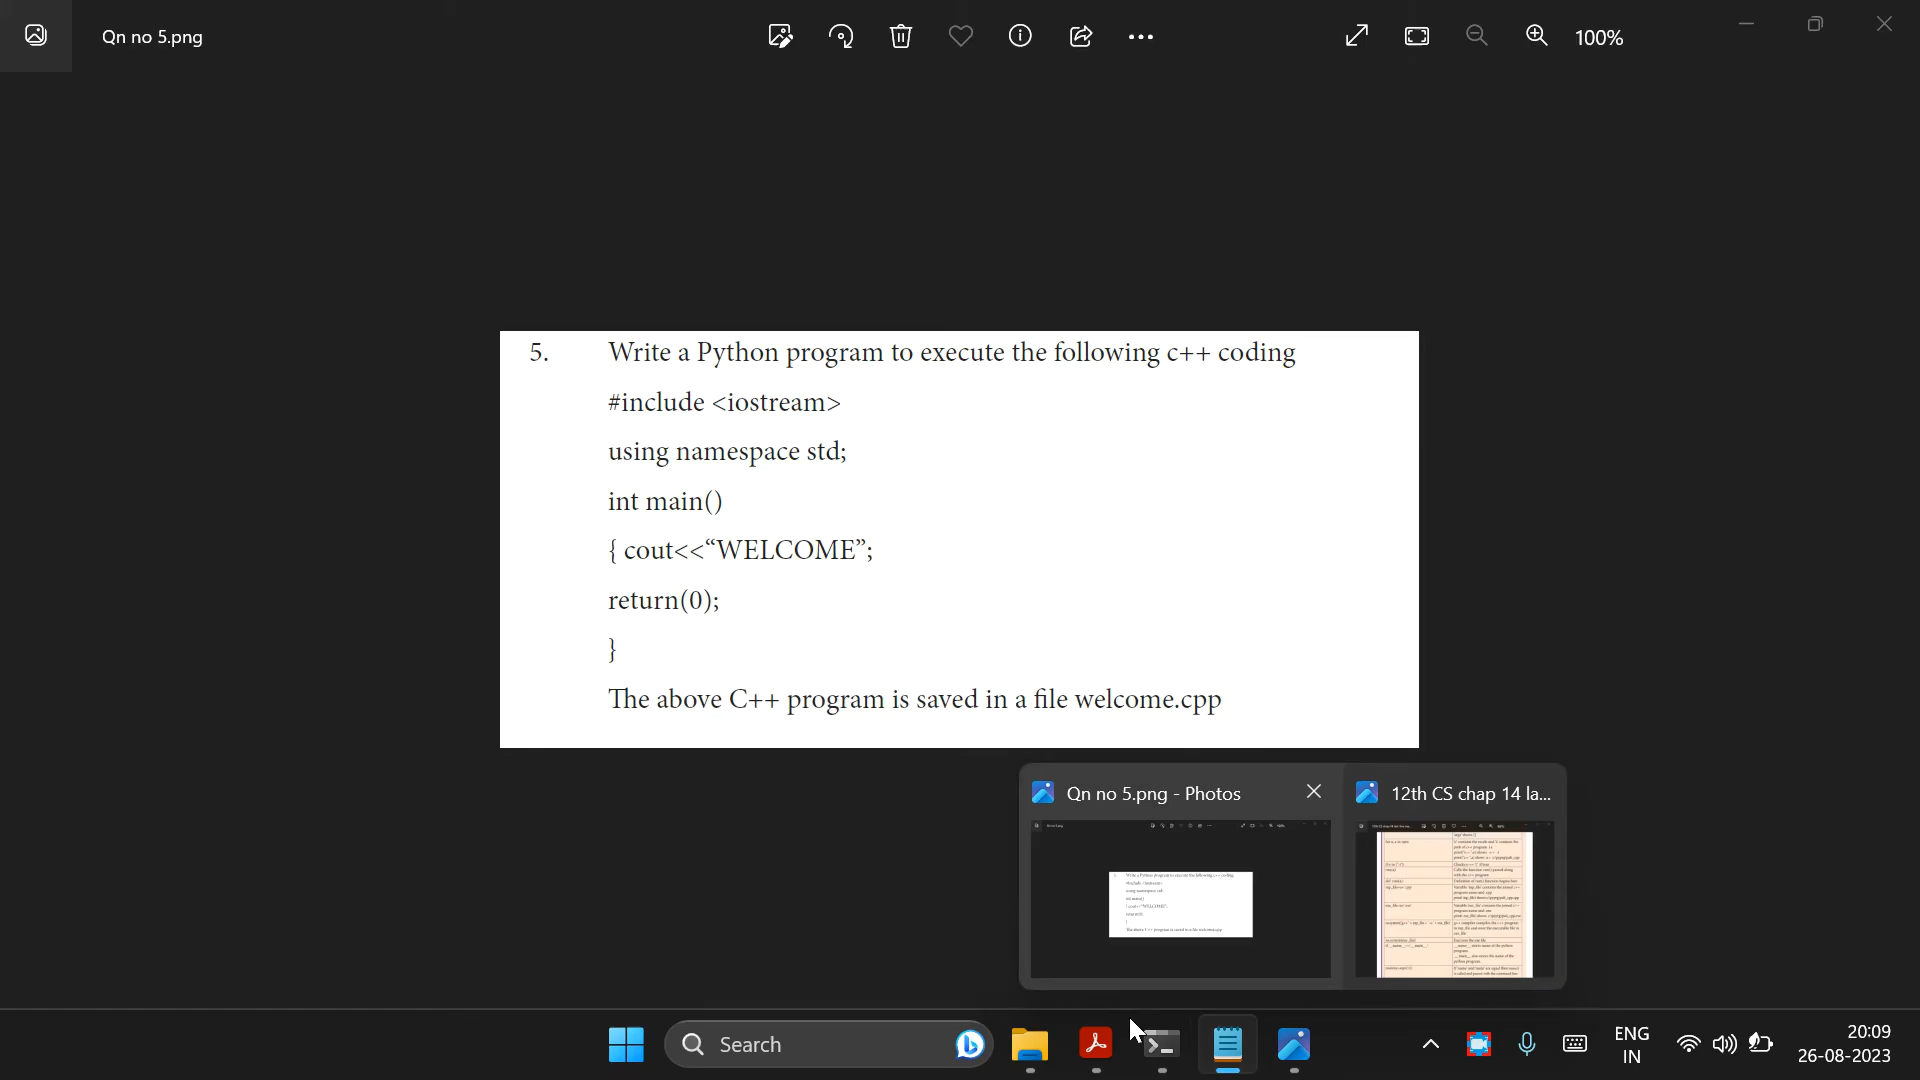 Qn no 5.png
100%
5. Write a Python program to execute the following c++ coding
#include <iostream>
using namespace std;
int main()
{ cout<<“WELCOME”;
return(0);
}
The above C++ program is saved in a file welcome.cpp
Qn no 5.png - Photos
12th CS chap 14 la...
Search
ENG
IN
20:09
26-08-2023